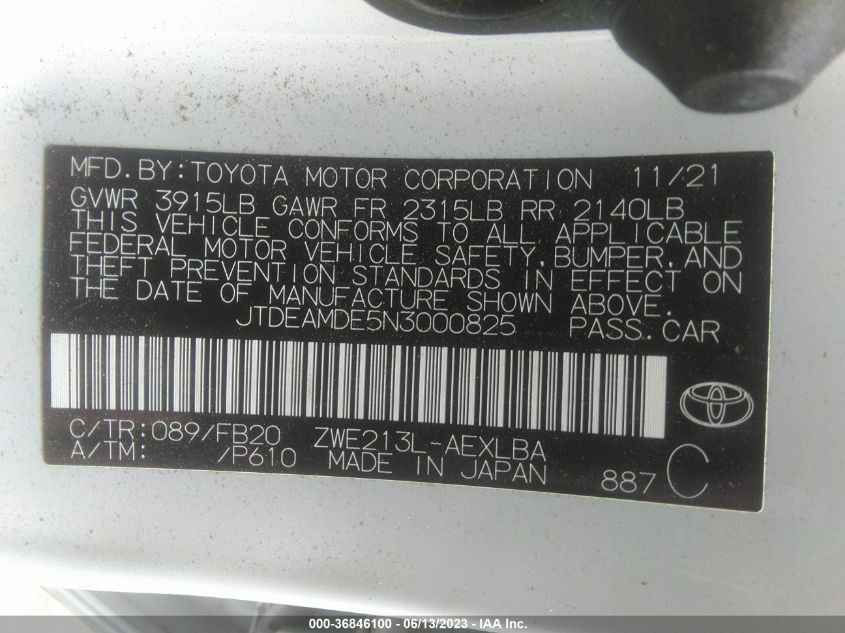 MFD.BY:TOYOTA MOTOR CORPORATION 11/21
GVWR 3915LB GAWR FR 2315LB RR 2140LB
THIS VEHICLE CONFORMS TO ALL APPLICABLE
FEDERAL MOTOR VEHICLE SAFETY, BUMPER, AND
THEFT PREVENTION STANDARDS IN EFFECT ON
THE DATE OF MANUFACTURE SHOWN ABOVE.
JTDEAMDE5N3000825 PASS.CAR
C/TR:089/FB20 ZWE213L-AEXLBA
A/TM: /P610 MADE IN JAPAN 887 C
000-36846100 - 06/13/2023 - IAA Inc.